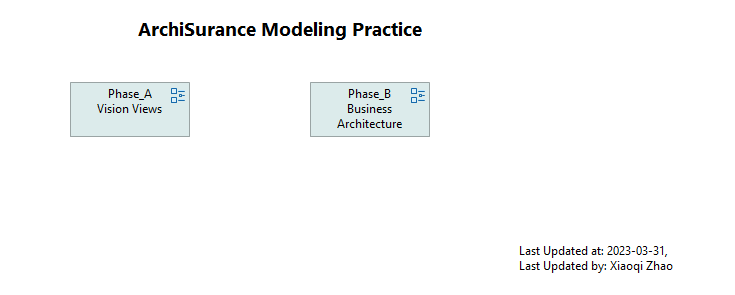 ArchiSurance Modeling Practice
Phase_A
Vision Views
Phase_B
Business
Architecture
Last Updated at: 2023-03-31,
Last Updated by: Xiaoqi Zhao